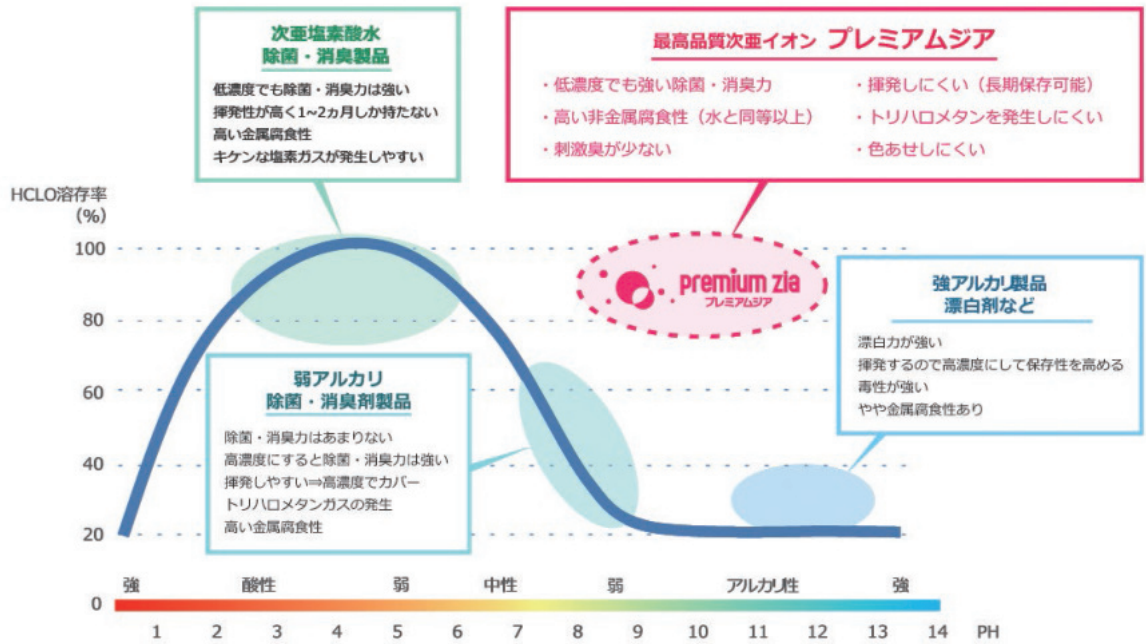 次亜塩素酸水
除菌・消臭製品
低濃度でも除菌・消臭力は強い
揮発性が高く1~2ヵ月しか持たない
高い金属腐食性
キケンな塩素ガスが発生しやすい
最高品質次亜イオン プレミアムジア
・低濃度でも強い除菌・消臭力
・高い非金属腐食性（水と同等以上）
・刺激臭が少ない
・揮発しにくい（長期保存可能）
・トリハロメタンを発生しにくい
・色あせしにくい
HCLO溶存率
（%）
100
80
60
40
20
0
premium zia
プレミアムジア
強アルカリ製品
漂白剤など
漂白力が強い
揮発するので高濃度にして保存性を高める
毒性が強い
やや金属腐食性あり
弱アルカリ
除菌・消臭剤製品
除菌・消臭力はあまりない
高濃度にすると除菌・消臭力は強い
揮発しやすい⇒高濃度でカバー
トリハロメタンガスの発生
高い金属腐食性
強 酸性 弱 中性 弱 アルカリ性 強
1 2 3 4 5 6 7 8 9 10 11 12 13 14 PH